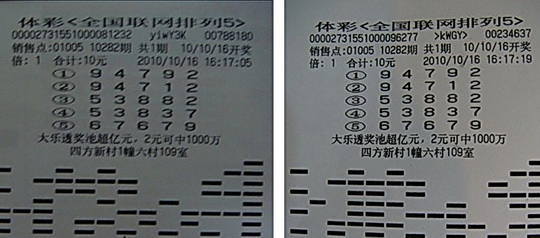 体彩<全国联网排列5>
00002731551000081232 yiwY3K 00788180
销售点:01005 10282期 共1期 10/10/16开奖
倍: 1 合计:10元 2010/10/16 16:17:05
① 9 4 7 9 2
② 9 4 7 1 2
③ 5 3 8 8 2
④ 5 3 8 3 7
⑤ 6 7 6 7 9
大乐透奖池超亿元,2元可中1000万
四方新村1幢六村109室
体彩<全国联网排列5>
00002731551000096277 >kWGY> 00234637
销售点:01005 10282期 共1期 10/10/16开奖
倍: 1 合计:10元 2010/10/16 16:17:19
① 9 4 7 9 2
② 9 4 7 1 2
③ 5 3 8 8 2
④ 5 3 8 3 7
⑤ 6 7 6 7 9
大乐透奖池超亿元,2元可中1000万
四方新村1幢六村109室